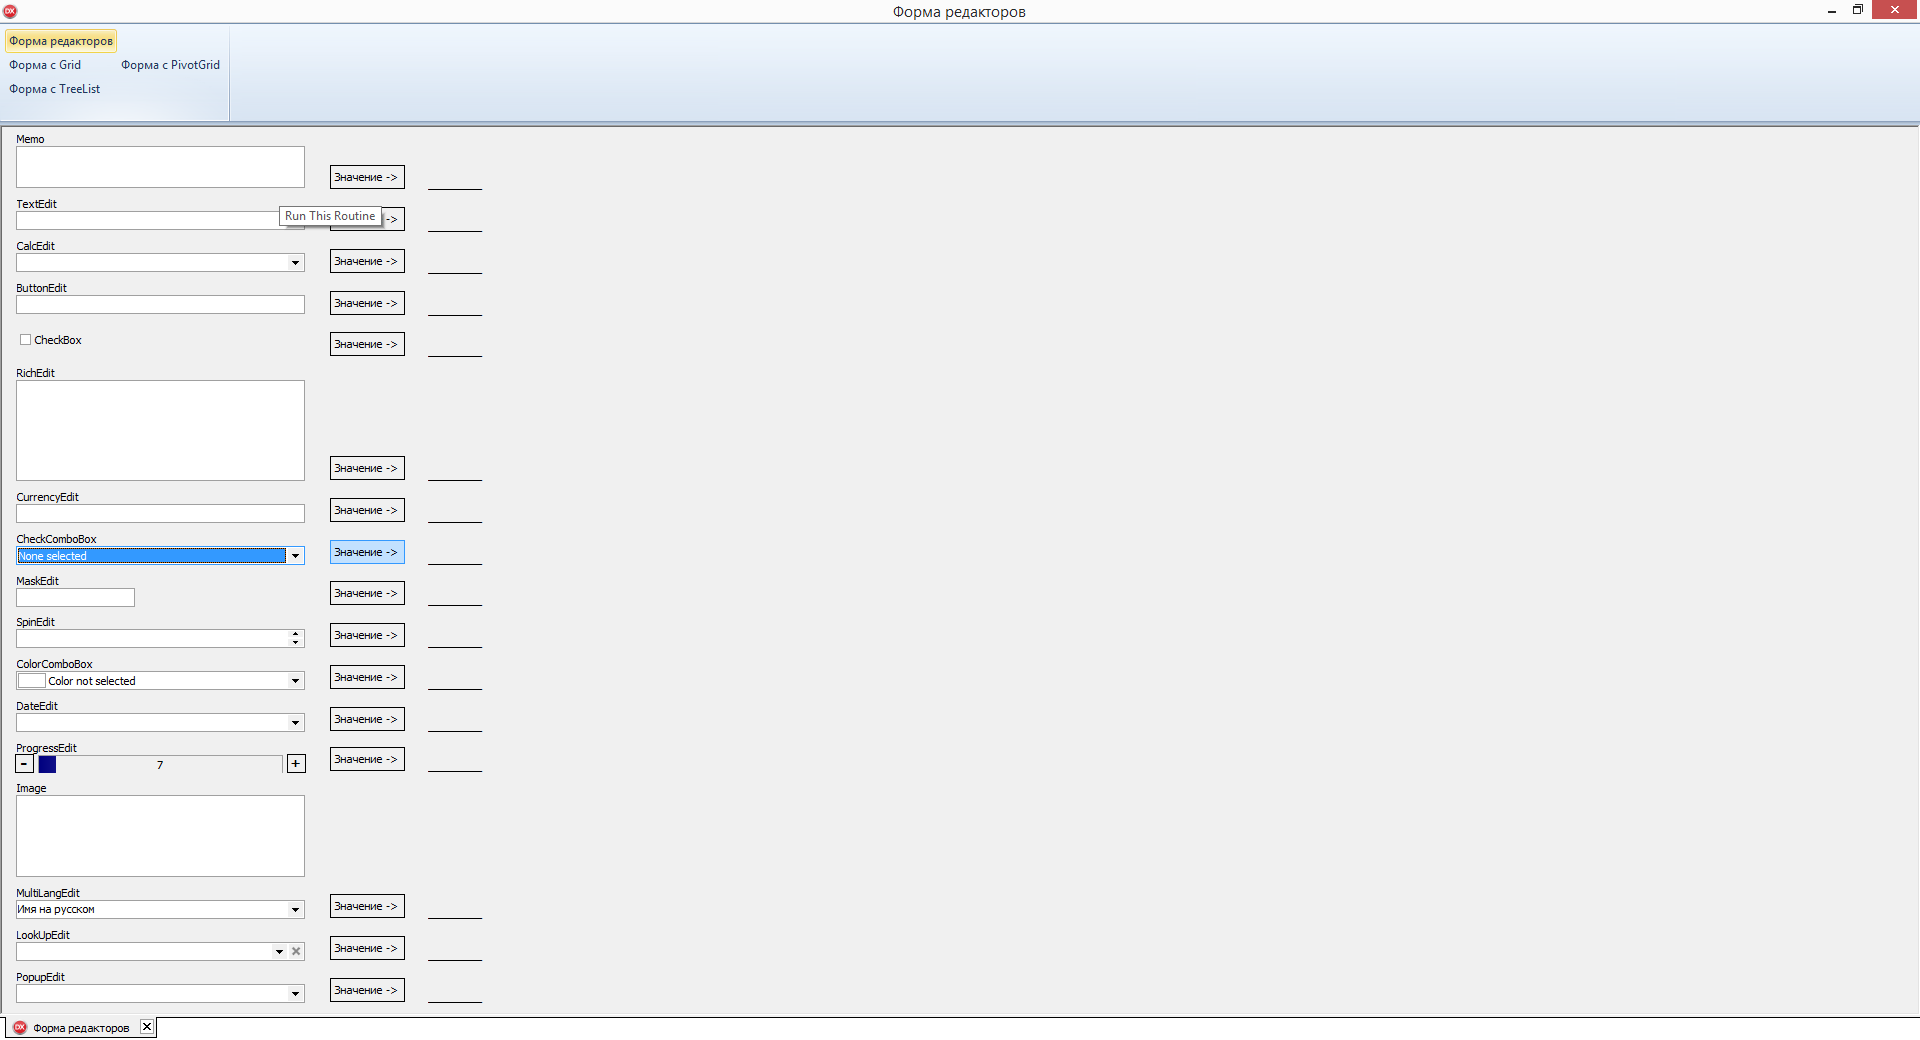 DX
Форма редакторов
Форма редакторов
Форма с Grid
Форма с PivotGrid
Форма с TreeList
Memo
Значение ->
TextEdit
Run This Routine
->
CalcEdit
Значение ->
ButtonEdit
Значение ->
CheckBox
Значение ->
RichEdit
Значение ->
CurrencyEdit
Значение ->
CheckComboBox
None selected
Значение ->
MaskEdit
Значение ->
SpinEdit
Значение ->
ColorComboBox
Color not selected
Значение ->
DateEdit
Значение ->
ProgressEdit
- 7 +
Значение ->
Image
MultiLangEdit
Имя на русском
Значение ->
LookUpEdit
Значение ->
PopupEdit
Значение ->
DX Форма редакторов